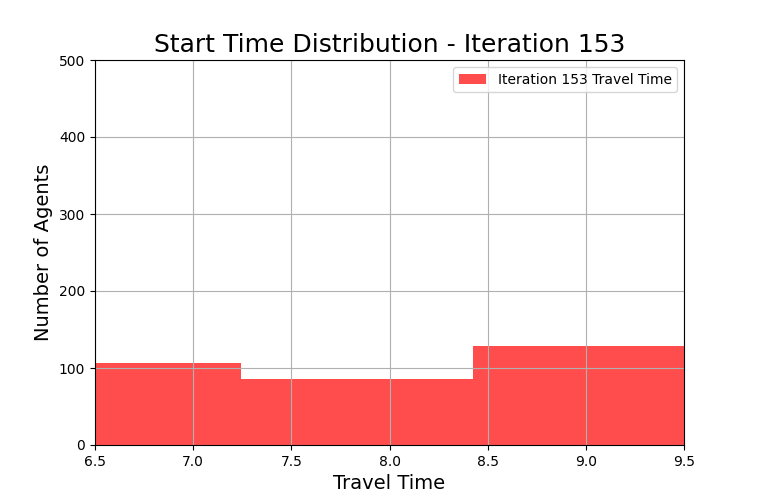 Start Time Distribution - Iteration 153
500
Iteration 153 Travel Time
400
300
200
100
0
Number of Agents
6.5 7.0 7.5 8.0 8.5 9.0 9.5
Travel Time